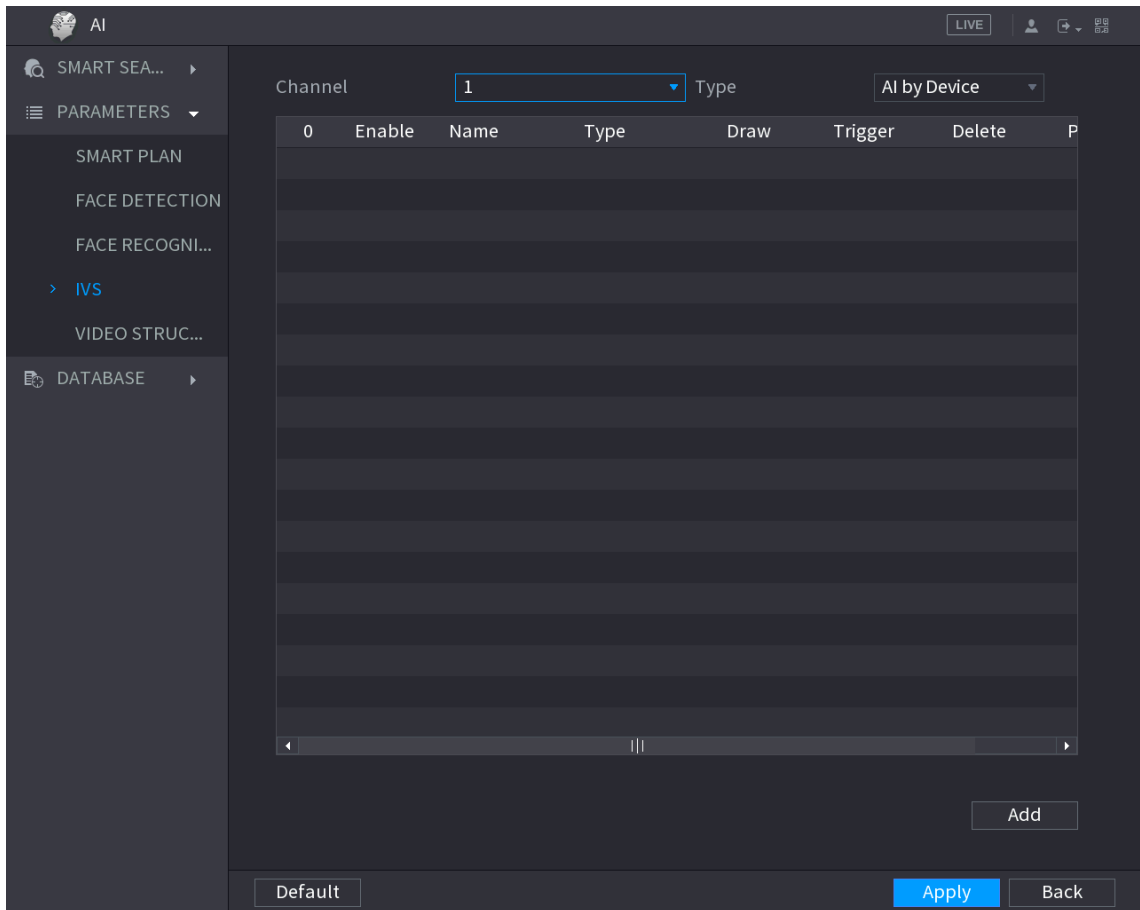 AI LIVE
SMART SEA...
PARAMETERS
SMART PLAN
FACE DETECTION
FACE RECOGNI...
IVS
VIDEO STRUC...
DATABASE
Channel 1 Type AI by Device
0 Enable Name Type Draw Trigger Delete P
Add
Default Apply Back